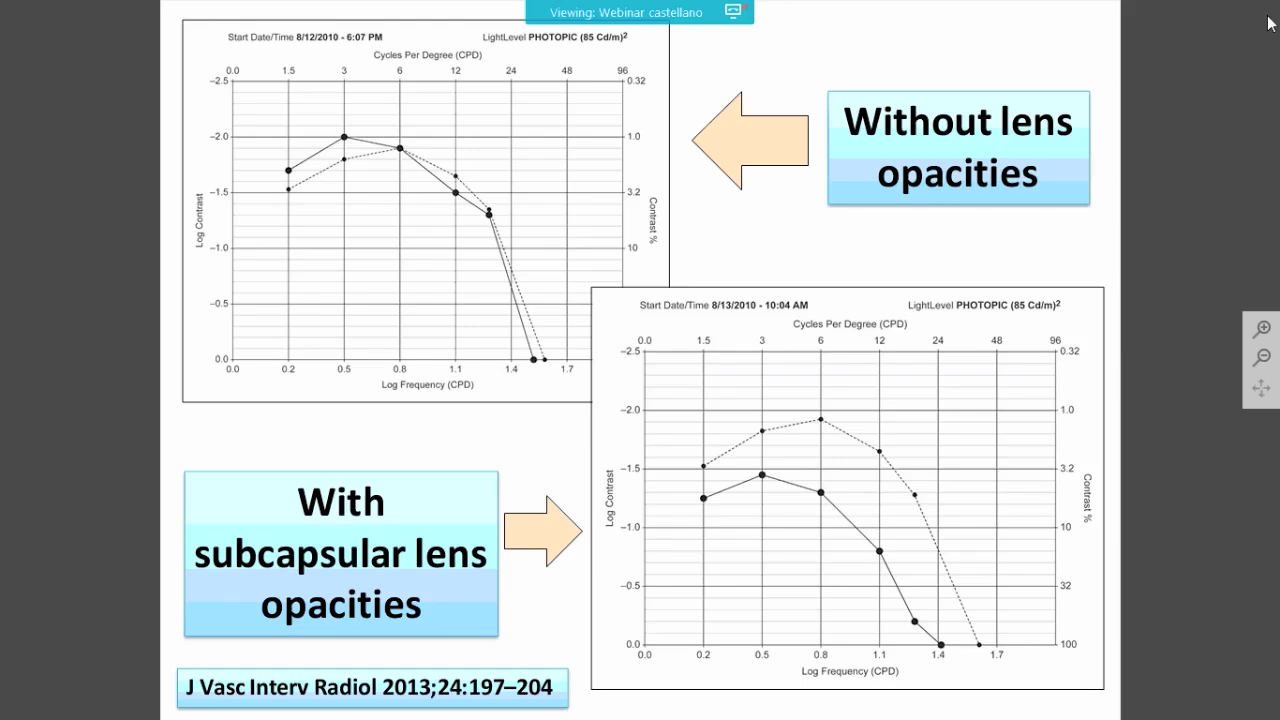 Viewing: Webinar castellano
Start Date/Time 8/12/2010 - 6:07 PM LightLevel PHOTOPIC (85 Cd/m)2
Cycles Per Degree (CPD)
0.0 1.5 3 6 12 24 48 96
−2.5 0.32
−2.0 1.0
−1.5 3.2
−1.0 10
−0.5
0.0
Log Contrast
Contrast %
0.0 0.2 0.5 0.8 1.1 1.4 1.7
Log Frequency (CPD)
Without lens
opacities
With
subcapsular lens
opacities
Start Date/Time 8/13/2010 - 10:04 AM LightLevel PHOTOPIC (85 Cd/m)2
Cycles Per Degree (CPD)
0.0 1.5 3 6 12 24 48 96
−2.5 0.32
−2.0 1.0
−1.5 3.2
−1.0 10
−0.5 32
0.0 100
Log Contrast
Contrast %
0.0 0.2 0.5 0.8 1.1 1.4 1.7
Log Frequency (CPD)
J Vasc Interv Radiol 2013;24:197–204